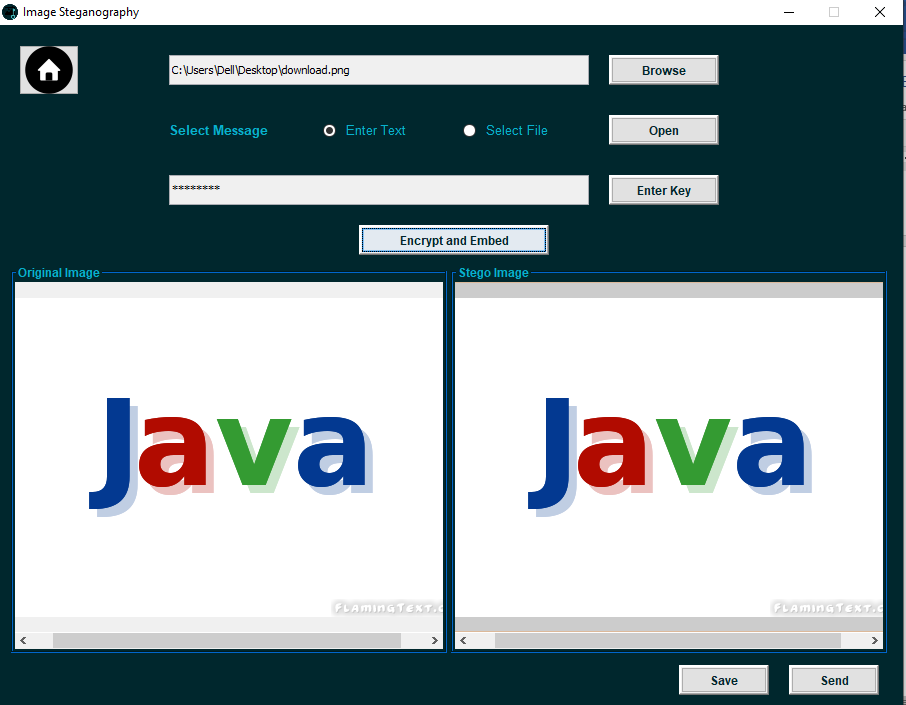 Image Steganography
C:\Users\Dell\Desktop\download.png
Browse
Select Message
Enter Text
Select File
Open
********
Enter Key
Encrypt and Embed
Original Image
Stego Image
Java
Java
FlamingText.c
FlamingText.c
Save
Send